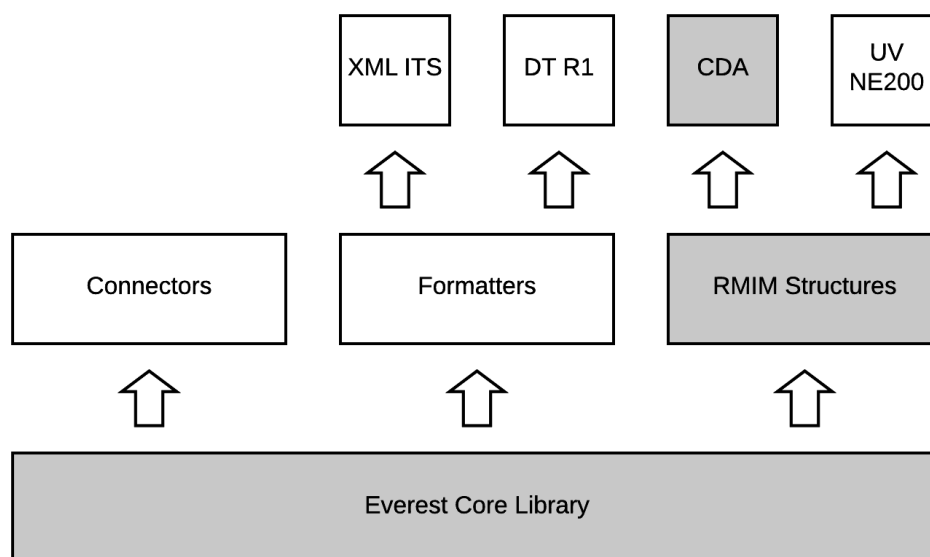 XML ITS
DT R1
CDA
UV
NE200
Connectors
Formatters
RMIM Structures
Everest Core Library